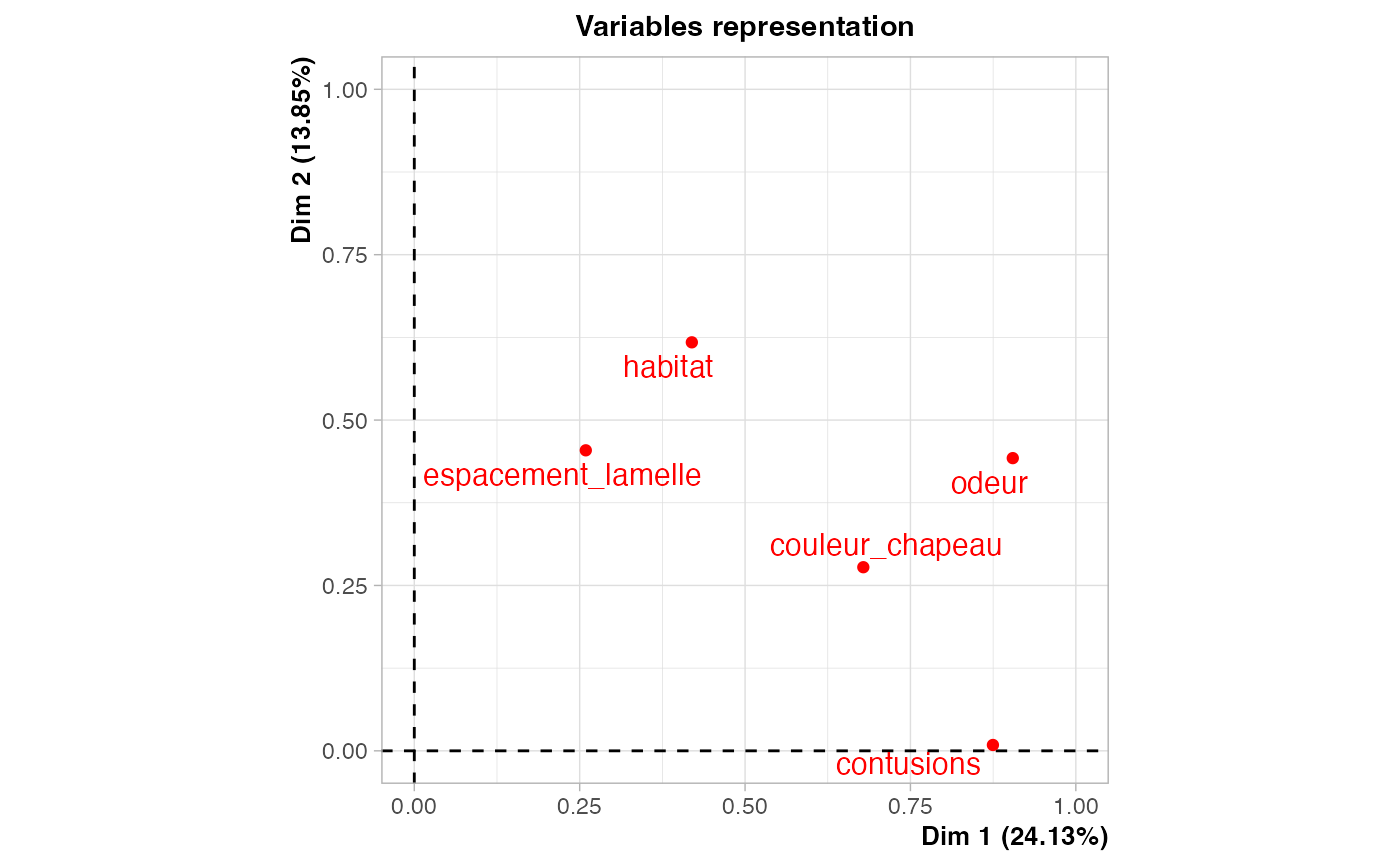 Variables representation
Dim 2 (13.85%)
1.00
0.75
0.50
0.25
0.00
habitat
espacement_lamelle
odeur
couleur_chapeau
contusions
0.00
0.25
0.50
0.75
1.00
Dim 1 (24.13%)